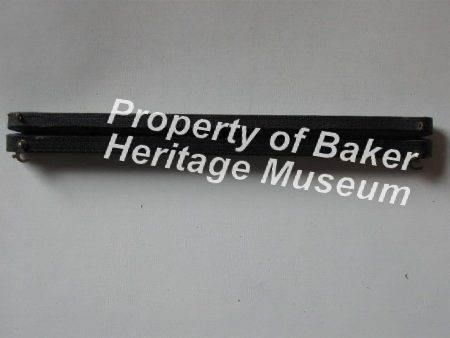 Property of Baker
Heritage Museum